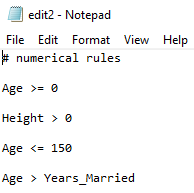 edit2 - Notepad
File Edit Format View Help
# numerical rules
Age >= 0
Height > 0
Age <= 150
Age > Years_Married